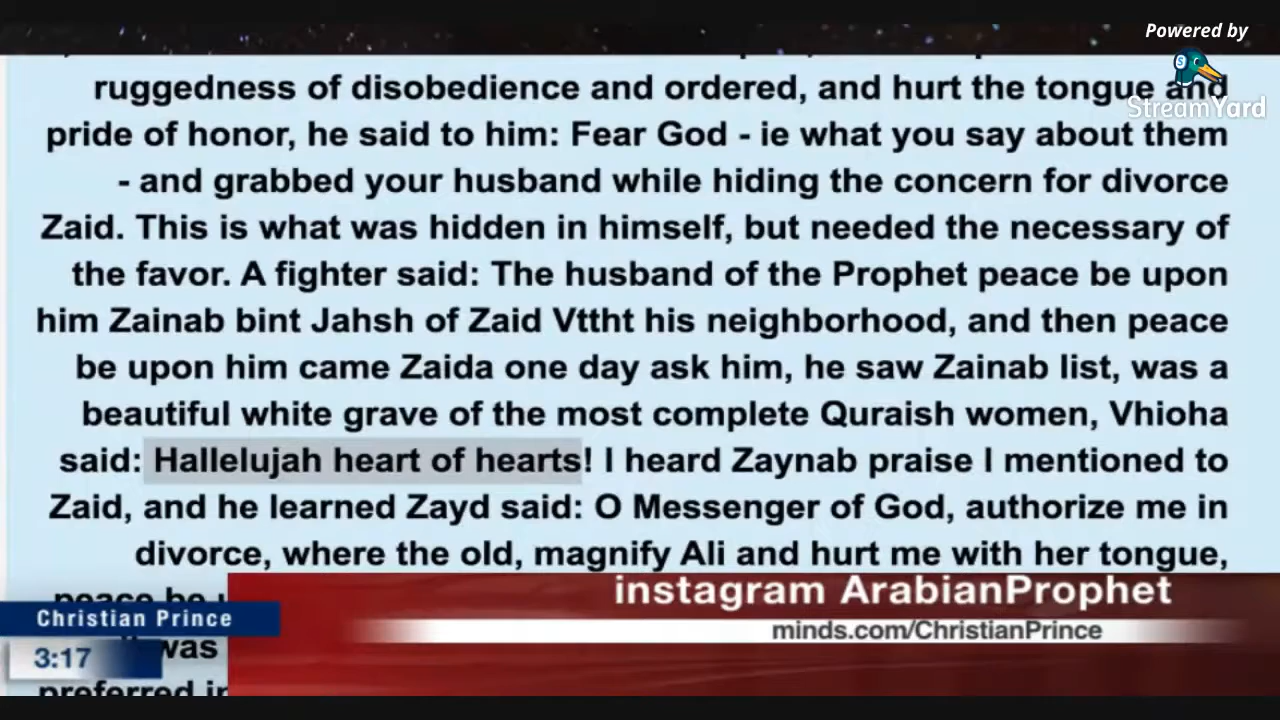 Powered by
StreamYard
ruggedness of disobedience and ordered, and hurt the tongue and
pride of honor, he said to him: Fear God - ie what you say about them
- and grabbed your husband while hiding the concern for divorce
Zaid. This is what was hidden in himself, but needed the necessary of
the favor. A fighter said: The husband of the Prophet peace be upon
him Zainab bint Jahsh of Zaid Vttht his neighborhood, and then peace
be upon him came Zaida one day ask him, he saw Zainab list, was a
beautiful white grave of the most complete Quraish women, Vhioha
said: Hallelujah heart of hearts! I heard Zaynab praise I mentioned to
Zaid, and he learned Zayd said: O Messenger of God, authorize me in
divorce, where the old, magnify Ali and hurt me with her tongue,
peace be
was
preferred in
instagram ArabianProphet
minds.com/ChristianPrince
Christian Prince
3:17